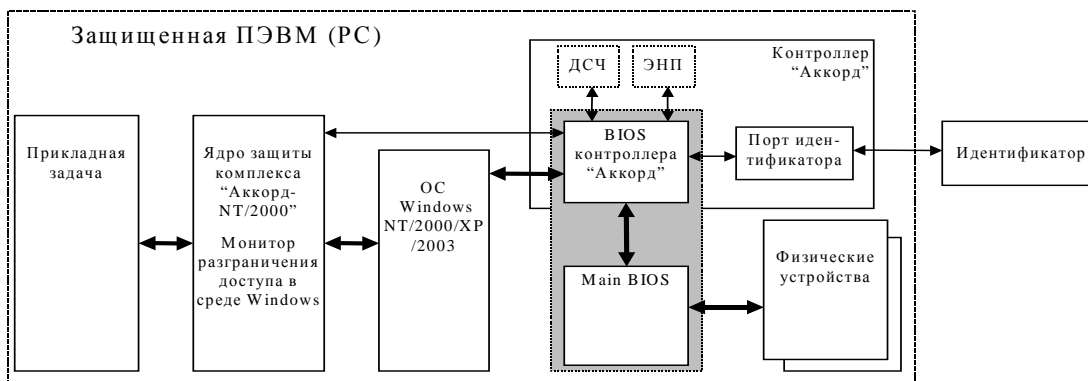 Защищенная ПЭВМ (PC)
ДСЧ
ЭНП
Контроллер
“Аккорд”
Прикладная
задача
Ядро защиты
комплекса
“Аккорд-
NT/2000”
Монитор
разграничения
доступа в
среде Windows
ОС
Windows
NT/2000/XP
/2003
BIOS
контроллера
“Аккорд”
Порт иден-
тификатора
Идентификатор
Main BIOS
Физические
устройства